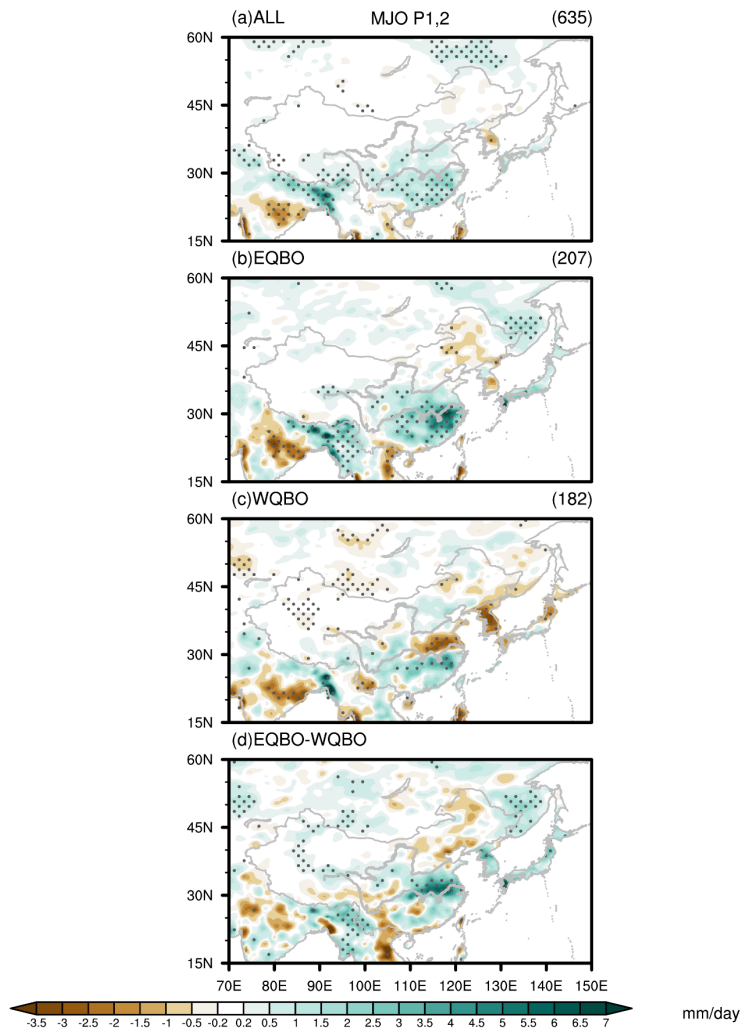 (a)ALL MJO P1,2 (635)
60N
45N
30N
15N
(b)EQBO (207)
60N
45N
30N
15N
(c)WQBO (182)
60N
45N
30N
15N
(d)EQBO-WQBO
60N
45N
30N
15N
70E 80E 90E 100E 110E 120E 130E 140E 150E
-3.5 -3 -2.5 -2 -1.5 -1 -0.5 -0.2 0.2 0.5 1 1.5 2 2.5 3 3.5 4 4.5 5 5.5 6 6.5 7
mm/day